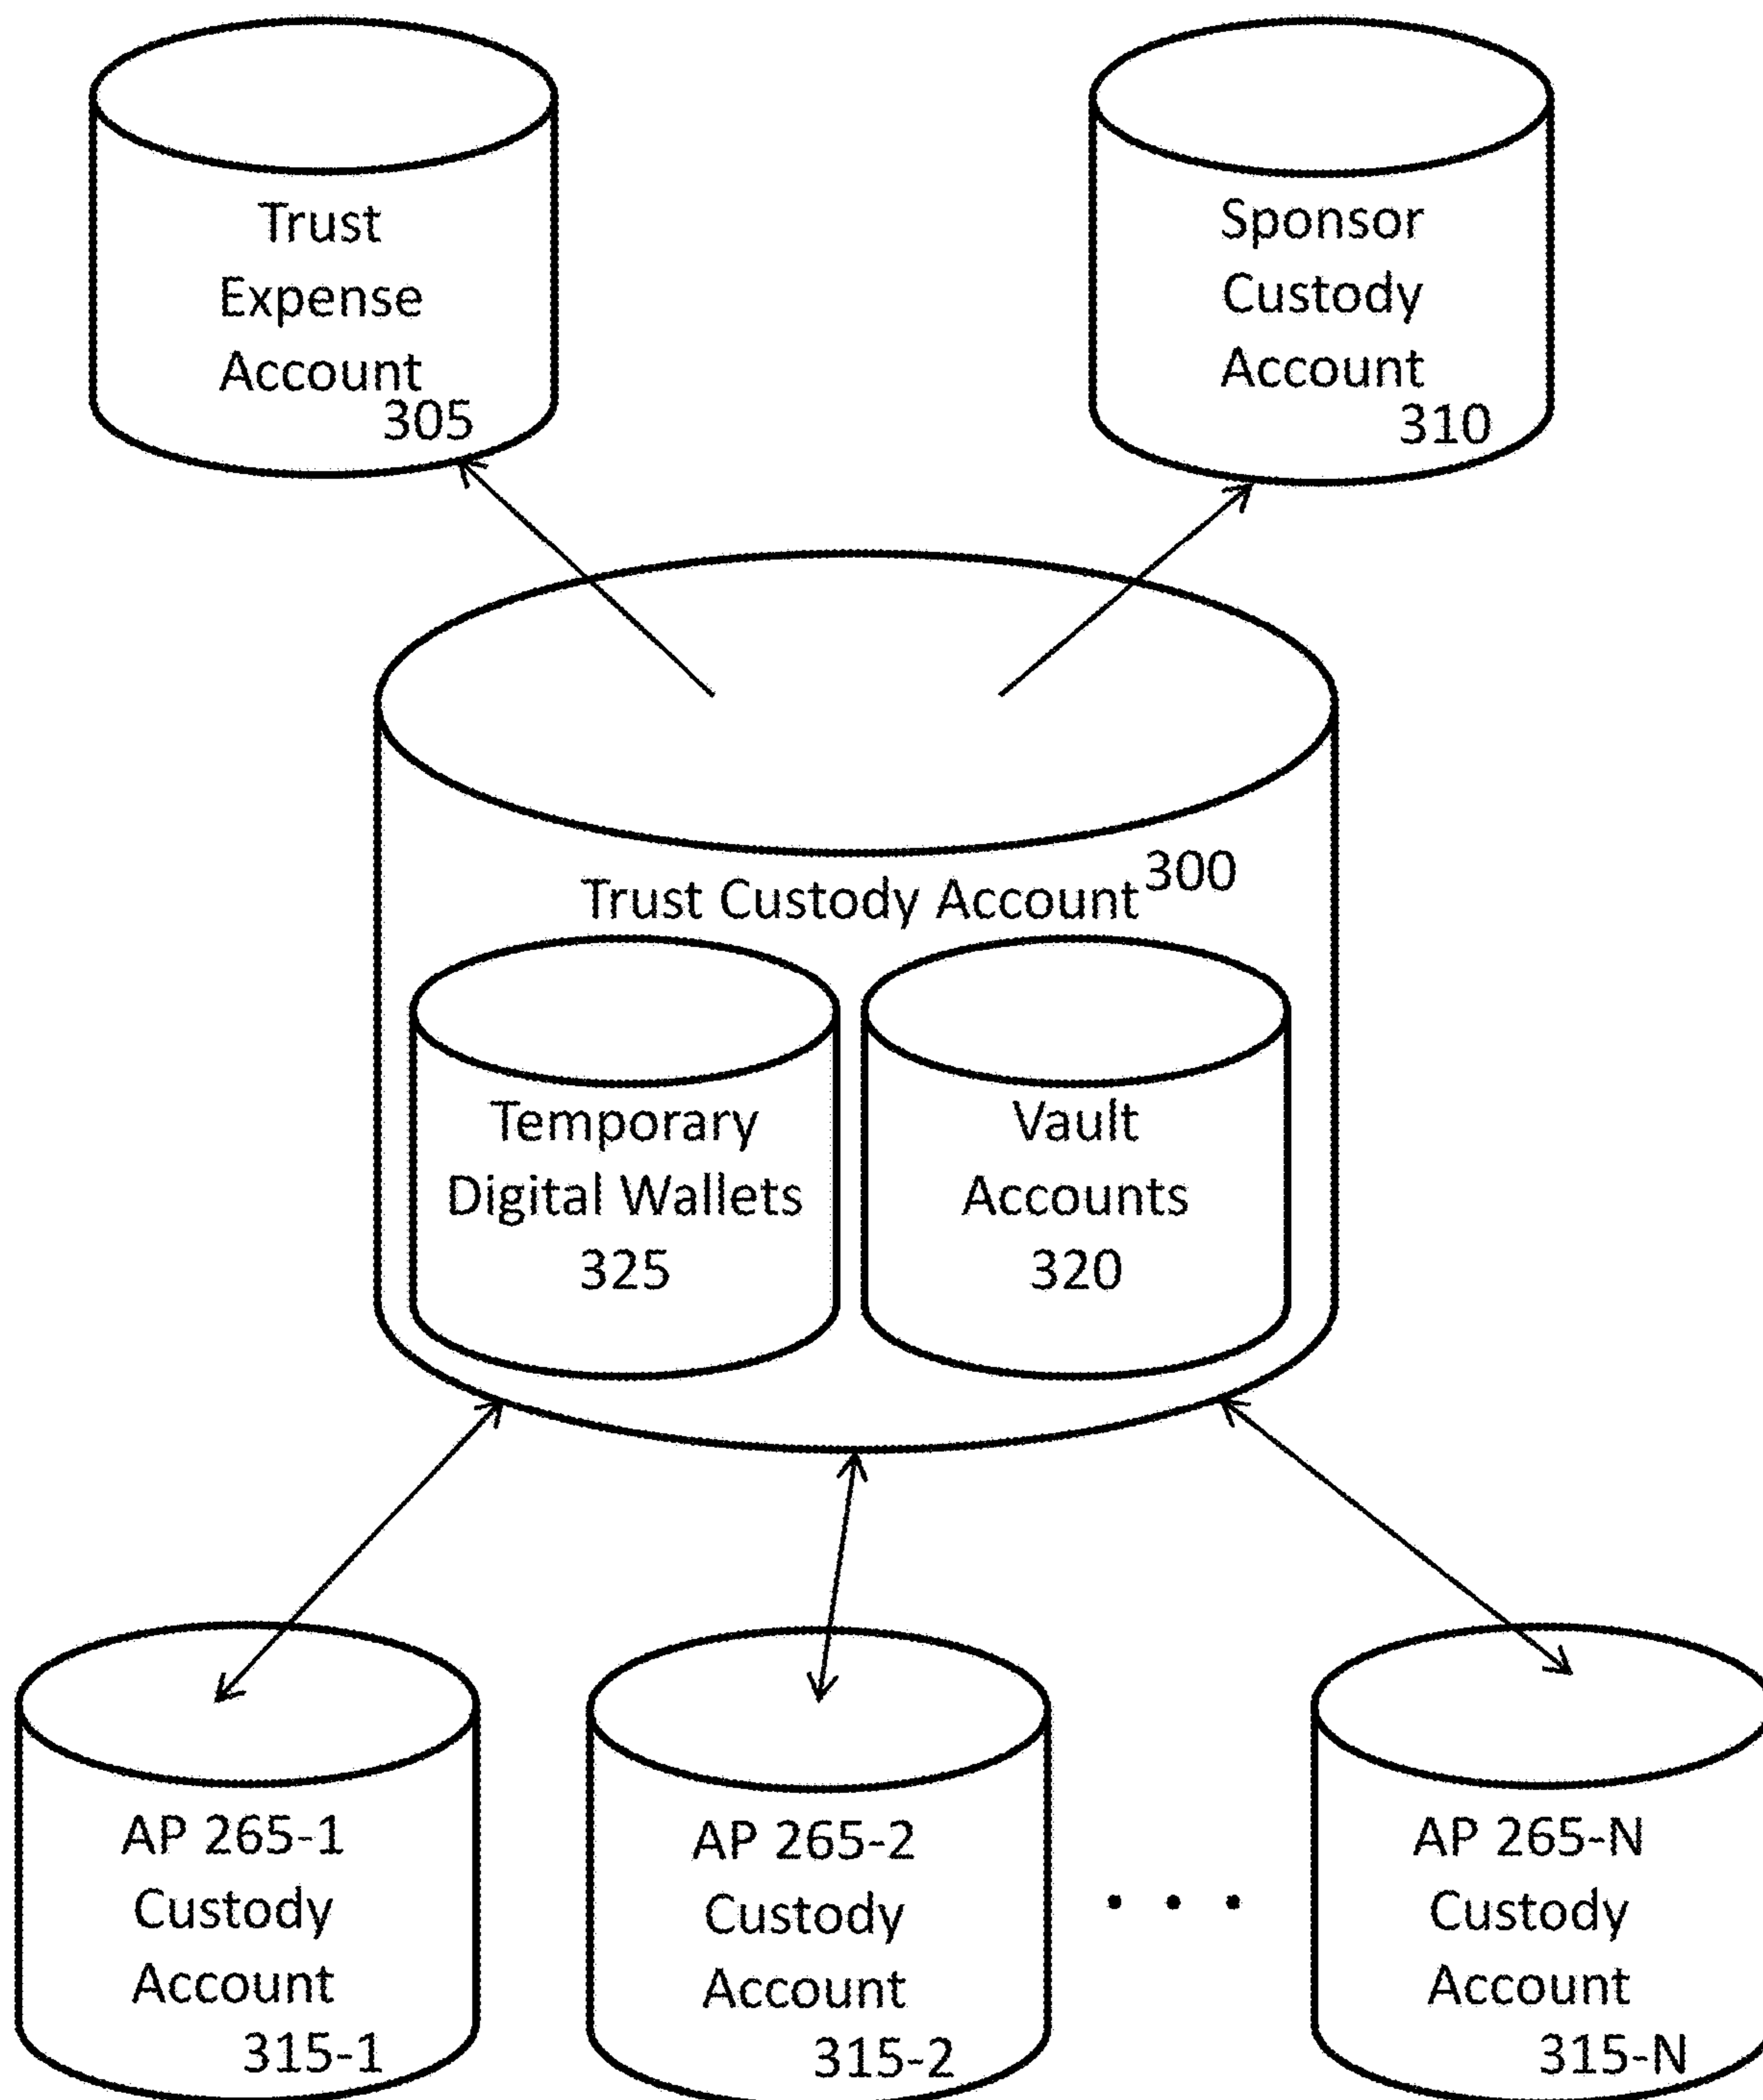 Trust
Expense
Account
305
Sponsor
Custody
Account
310
Trust Custody Account 300
Temporary
Digital Wallets
325
Vault
Accounts
320
AP 265-1
Custody
Account
315-1
AP 265-2
Custody
Account
315-2
. . .
AP 265-N
Custody
Account
315-N